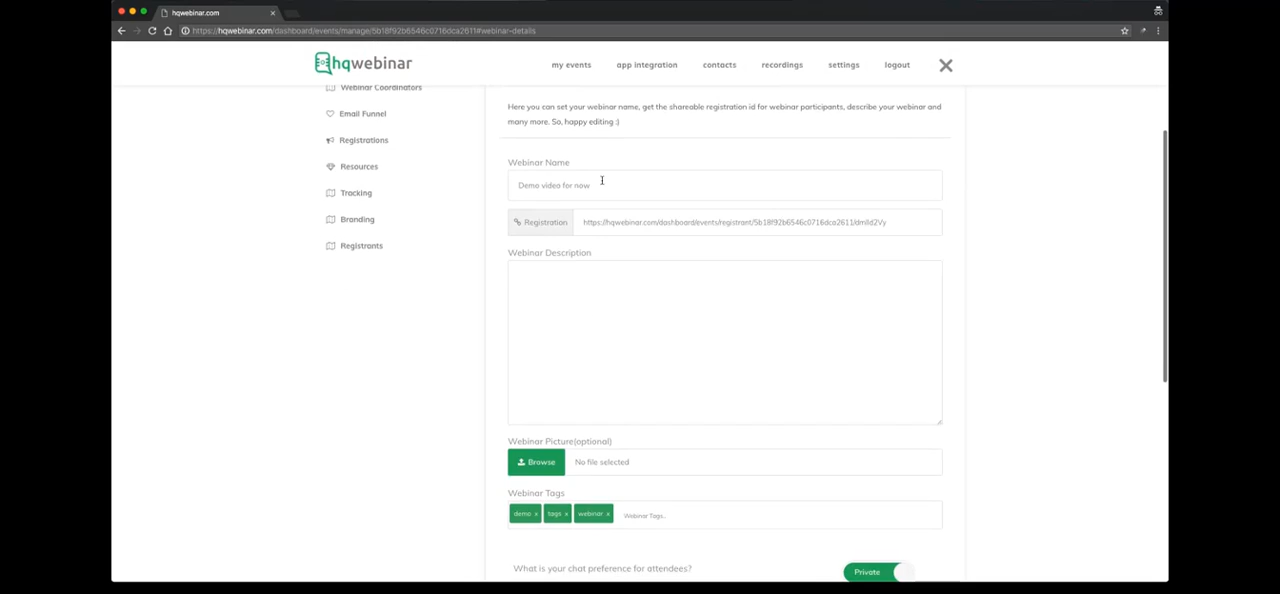 hqwebinar.com
https://hqwebinar.com/dashboard/events/manage/5b18f92b6546c0716dca2611#webinar-details
hqwebinar
my events
app integration
contacts
recordings
settings
logout
Webinar Coordinators
Email Funnel
Registrations
Resources
Tracking
Branding
Registrants
Here you can set your webinar name, get the shareable registration id for webinar participants, describe your webinar and
many more. So, happy editing :)
Webinar Name
Demo video for now
Registration
https://hqwebinar.com/dashboard/events/registrant/5b18f92b6546c0716dca2611/dmlld2Vy
Webinar Description
Webinar Picture(optional)
Browse
No file selected
Webinar Tags
demo x
tags x
webinar x
Webinar Tags..
What is your chat preference for attendees?
Private